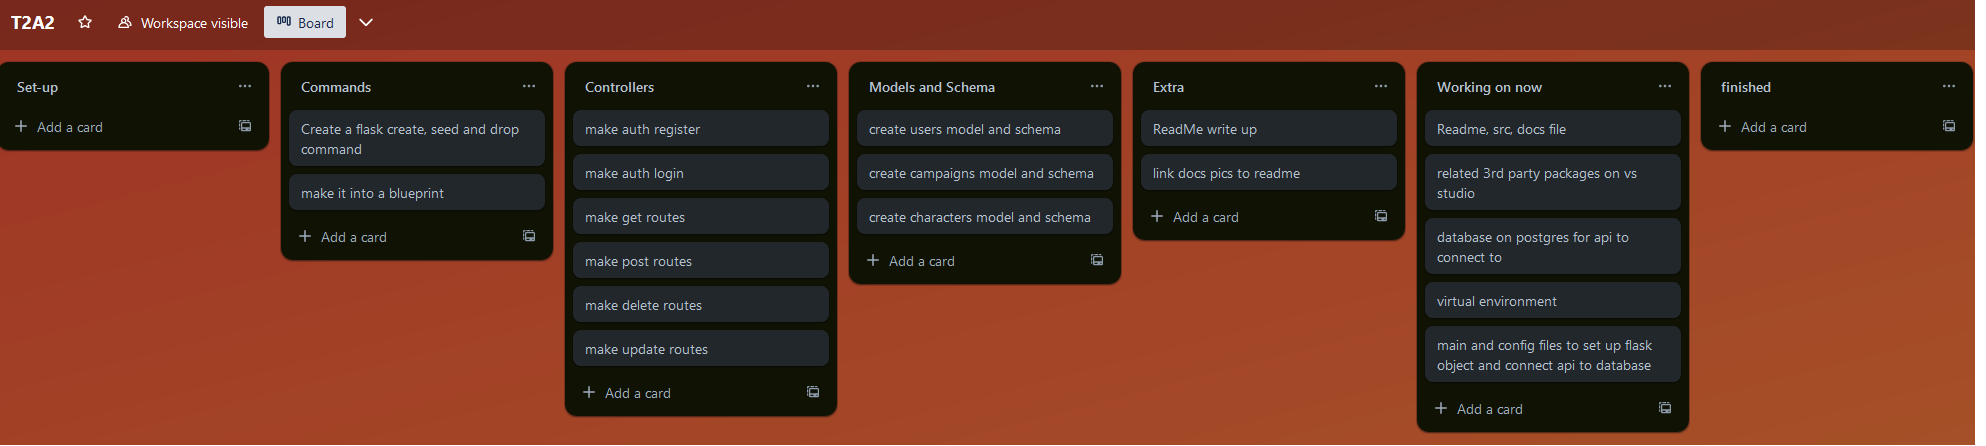 T2A2
Workspace visible
Board
Set-up
Add a card
Commands
Create a flask create, seed and drop
command
make it into a blueprint
Add a card
Controllers
make auth register
make auth login
make get routes
make post routes
make delete routes
make update routes
Add a card
Models and Schema
create users model and schema
create campaigns model and schema
create characters model and schema
Add a card
Extra
ReadMe write up
link docs pics to readme
Add a card
Working on now
Readme, src, docs file
related 3rd party packages on vs
studio
database on postgres for api to
connect to
virtual environment
main and config files to set up flask
object and connect api to database
Add a card
finished
Add a card